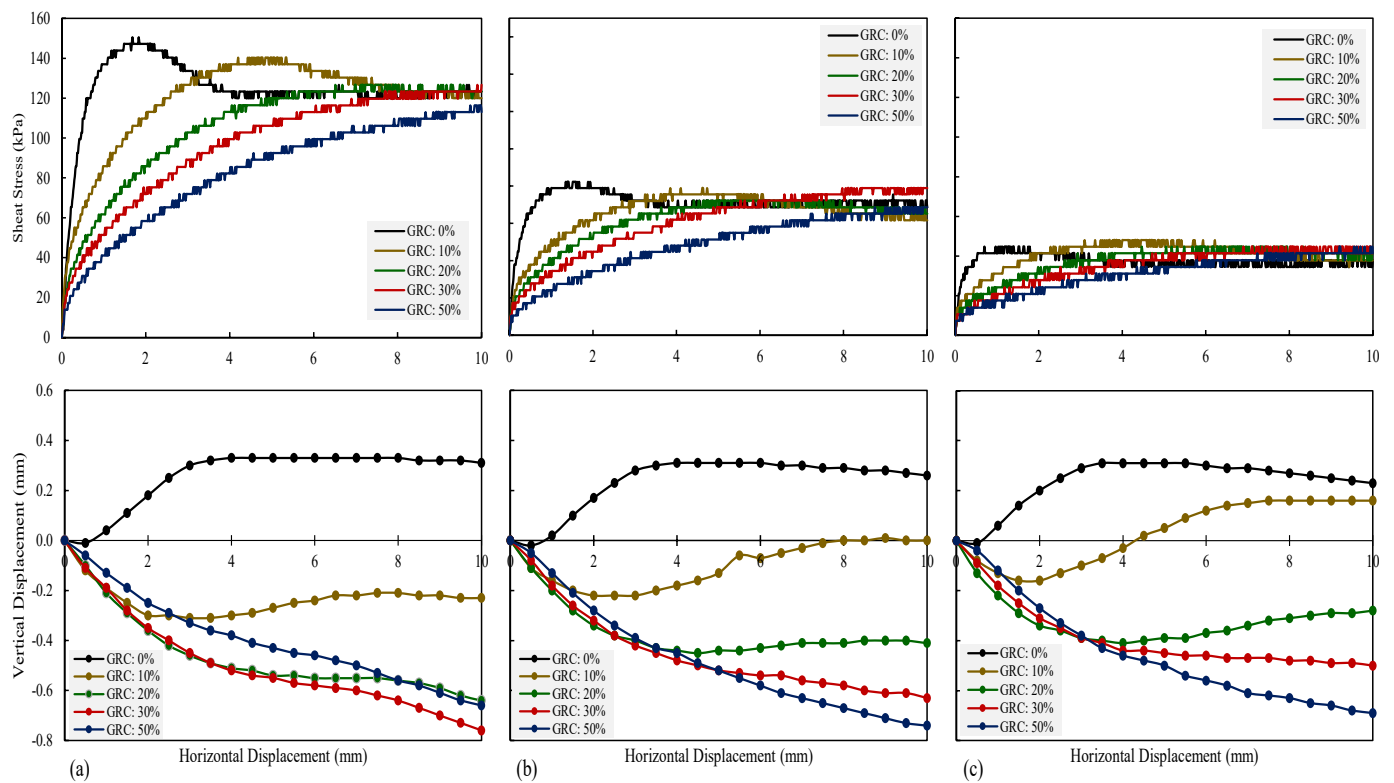 160
140
120
100
80
60
40
20
0
Sheat Stress (kPa)
GRC: 0%
GRC: 10%
GRC: 20%
GRC: 30%
GRC: 50%
0 2 4 6 8 10
GRC: 0%
GRC: 10%
GRC: 20%
GRC: 30%
GRC: 50%
0 2 4 6 8 10
GRC: 0%
GRC: 10%
GRC: 20%
GRC: 30%
GRC: 50%
0 2 4 6 8 10
0.6
0.4
0.2
0.0
-0.2
-0.4
-0.6
-0.8
Vertical Displacement (mm)
0 2 4 6 8 10
GRC: 0%
GRC: 10%
GRC: 20%
GRC: 30%
GRC: 50%
Horizontal Displacement (mm)
(a)
0 2 4 6 8 10
GRC: 0%
GRC: 10%
GRC: 20%
GRC: 30%
GRC: 50%
Horizontal Displacement (mm)
(b)
0 2 4 6 8 10
GRC: 0%
GRC: 10%
GRC: 20%
GRC: 30%
GRC: 50%
Horizontal Displacement (mm)
(c)